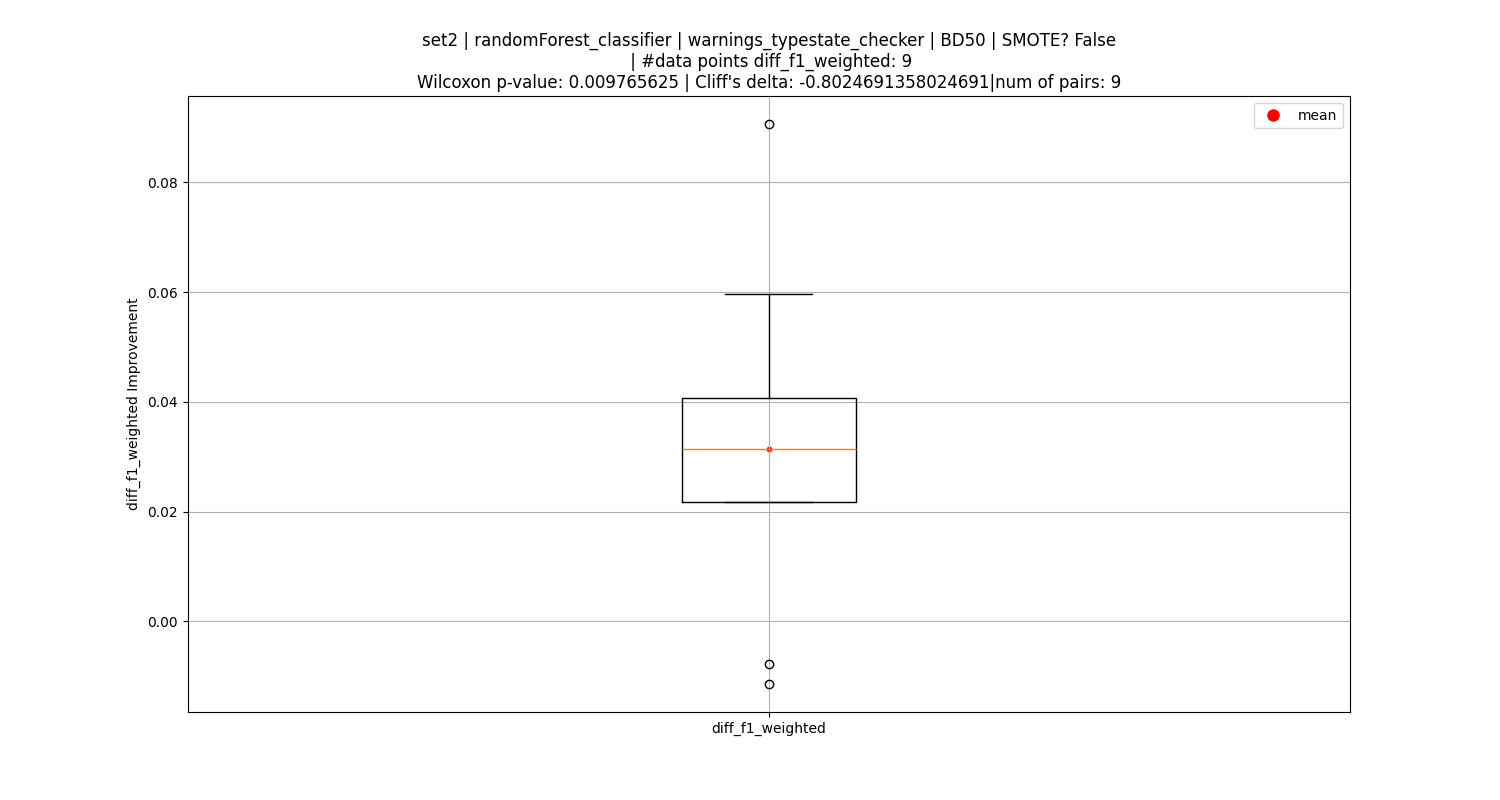 set2 | randomForest_classifier | warnings_typestate_checker | BD50 | SMOTE? False
| #data points diff_f1_weighted: 9
Wilcoxon p-value: 0.009765625 | Cliff's delta: -0.8024691358024691|num of pairs: 9
mean
0.08
0.06
0.04
0.02
0.00
diff_f1_weighted Improvement
diff_f1_weighted